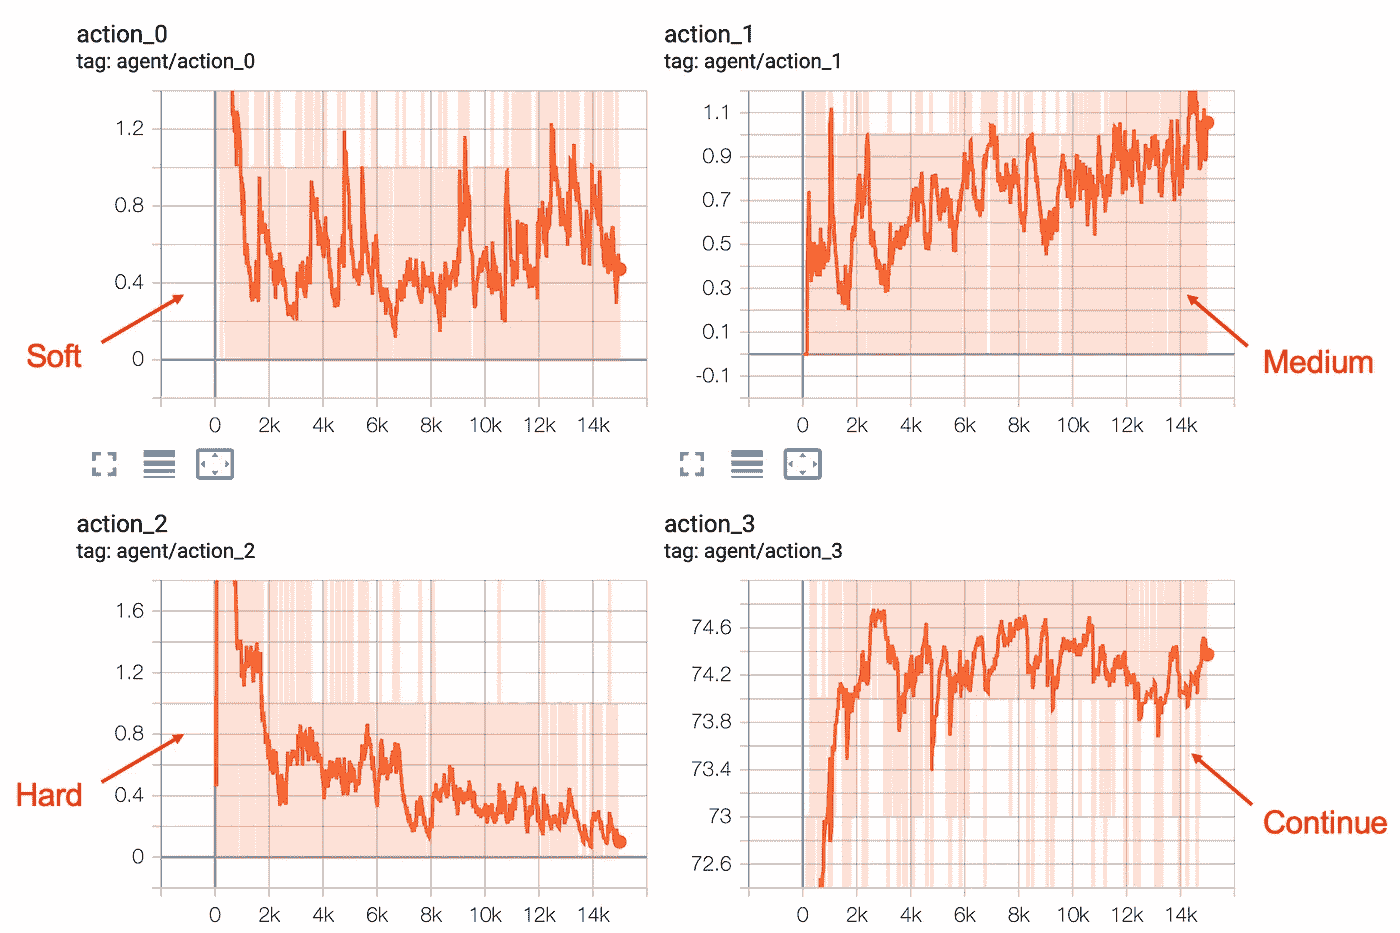 action_0
tag: agent/action_0
1.2
0.8
0.4
0
0 2k 4k 6k 8k 10k 12k 14k
Soft
action_1
tag: agent/action_1
1.1
0.9
0.7
0.5
0.3
0.1
-0.1
0 2k 4k 6k 8k 10k 12k 14k
Medium
action_2
tag: agent/action_2
1.6
1.2
0.8
0.4
0
0 2k 4k 6k 8k 10k 12k 14k
Hard
action_3
tag: agent/action_3
74.6
74.2
73.8
73.4
73
72.6
0 2k 4k 6k 8k 10k 12k 14k
Continue